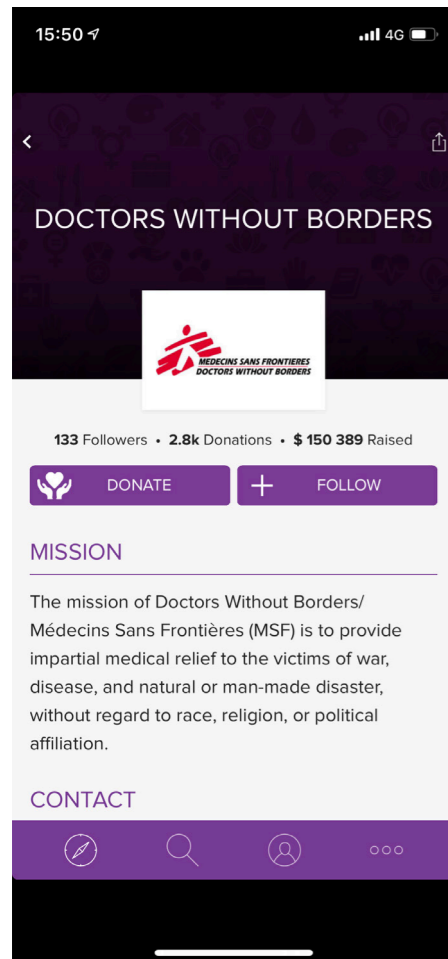 15:50
4G
DOCTORS WITHOUT BORDERS
MEDECINS SANS FRONTIERES
DOCTORS WITHOUT BORDERS
133 Followers • 2.8k Donations • $ 150 389 Raised
DONATE
FOLLOW
MISSION
The mission of Doctors Without Borders/
Médecins Sans Frontières (MSF) is to provide
impartial medical relief to the victims of war,
disease, and natural or man-made disaster,
without regard to race, religion, or political
affiliation.
CONTACT